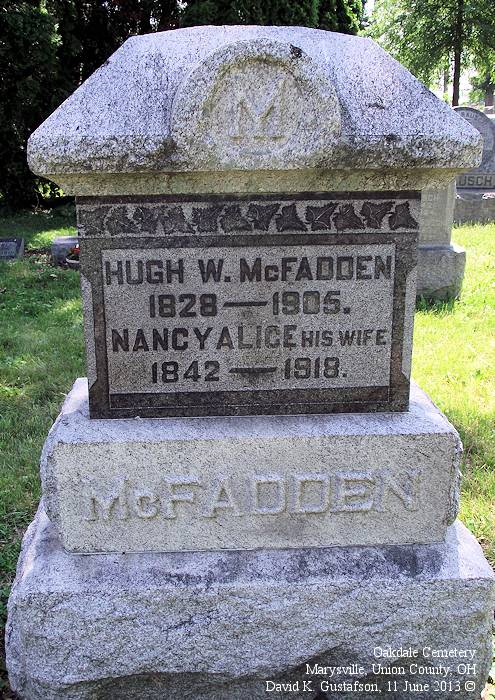 M
HUGH W. McFADDEN
1828 — 1905.
NANCY ALICE HIS WIFE
1842 — 1918.
McFADDEN
Oakdale Cemetery
Marysville, Union County, OH
David K. Gustafson, 11 June 2013 ©